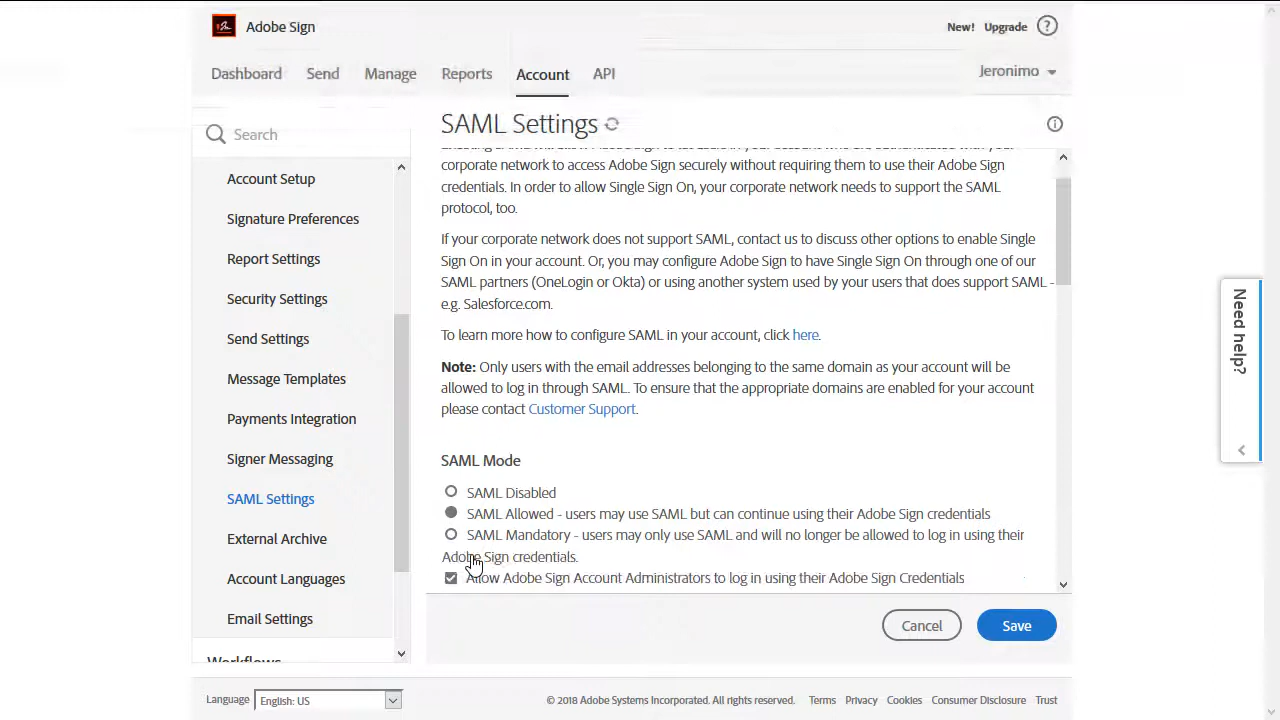 Adobe Sign
New! Upgrade ?
Dashboard Send Manage Reports Account API
Jeronimo
Search
SAML Settings
Account Setup
Signature Preferences
Report Settings
Security Settings
Send Settings
Message Templates
Payments Integration
Signer Messaging
SAML Settings
External Archive
Account Languages
Email Settings
Workflows
corporate network to access Adobe Sign securely without requiring them to use their Adobe Sign
credentials. In order to allow Single Sign On, your corporate network needs to support the SAML
protocol, too.
If your corporate network does not support SAML, contact us to discuss other options to enable Single
Sign On in your account. Or, you may configure Adobe Sign to have Single Sign On through one of our
SAML partners (OneLogin or Okta) or using another system used by your users that does support SAML -
e.g. Salesforce.com.
To learn more how to configure SAML in your account, click here.
Note: Only users with the email addresses belonging to the same domain as your account will be
allowed to log in through SAML. To ensure that the appropriate domains are enabled for your account
please contact Customer Support.
SAML Mode
SAML Disabled
SAML Allowed - users may use SAML but can continue using their Adobe Sign credentials
SAML Mandatory - users may only use SAML and will no longer be allowed to log in using their
Adobe Sign credentials.
Allow Adobe Sign Account Administrators to log in using their Adobe Sign Credentials
Cancel Save
Need help?
Language English: US
© 2018 Adobe Systems Incorporated. All rights reserved. Terms Privacy Cookies Consumer Disclosure Trust